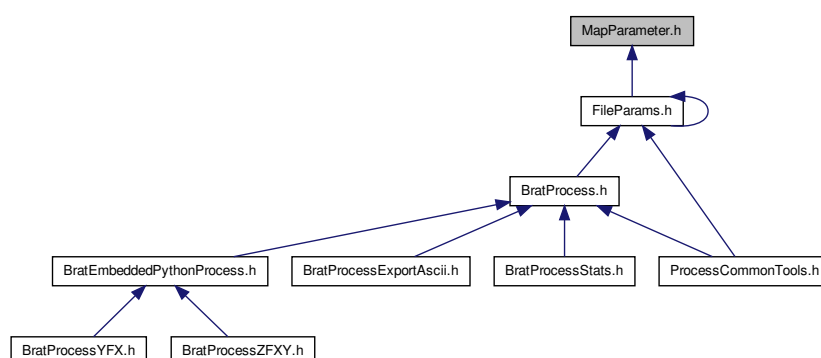 MapParameter.h
FileParams.h
BratProcess.h
BratEmbeddedPythonProcess.h
BratProcessExportAscii.h
BratProcessStats.h
ProcessCommonTools.h
BratProcessYFX.h
BratProcessZFXY.h